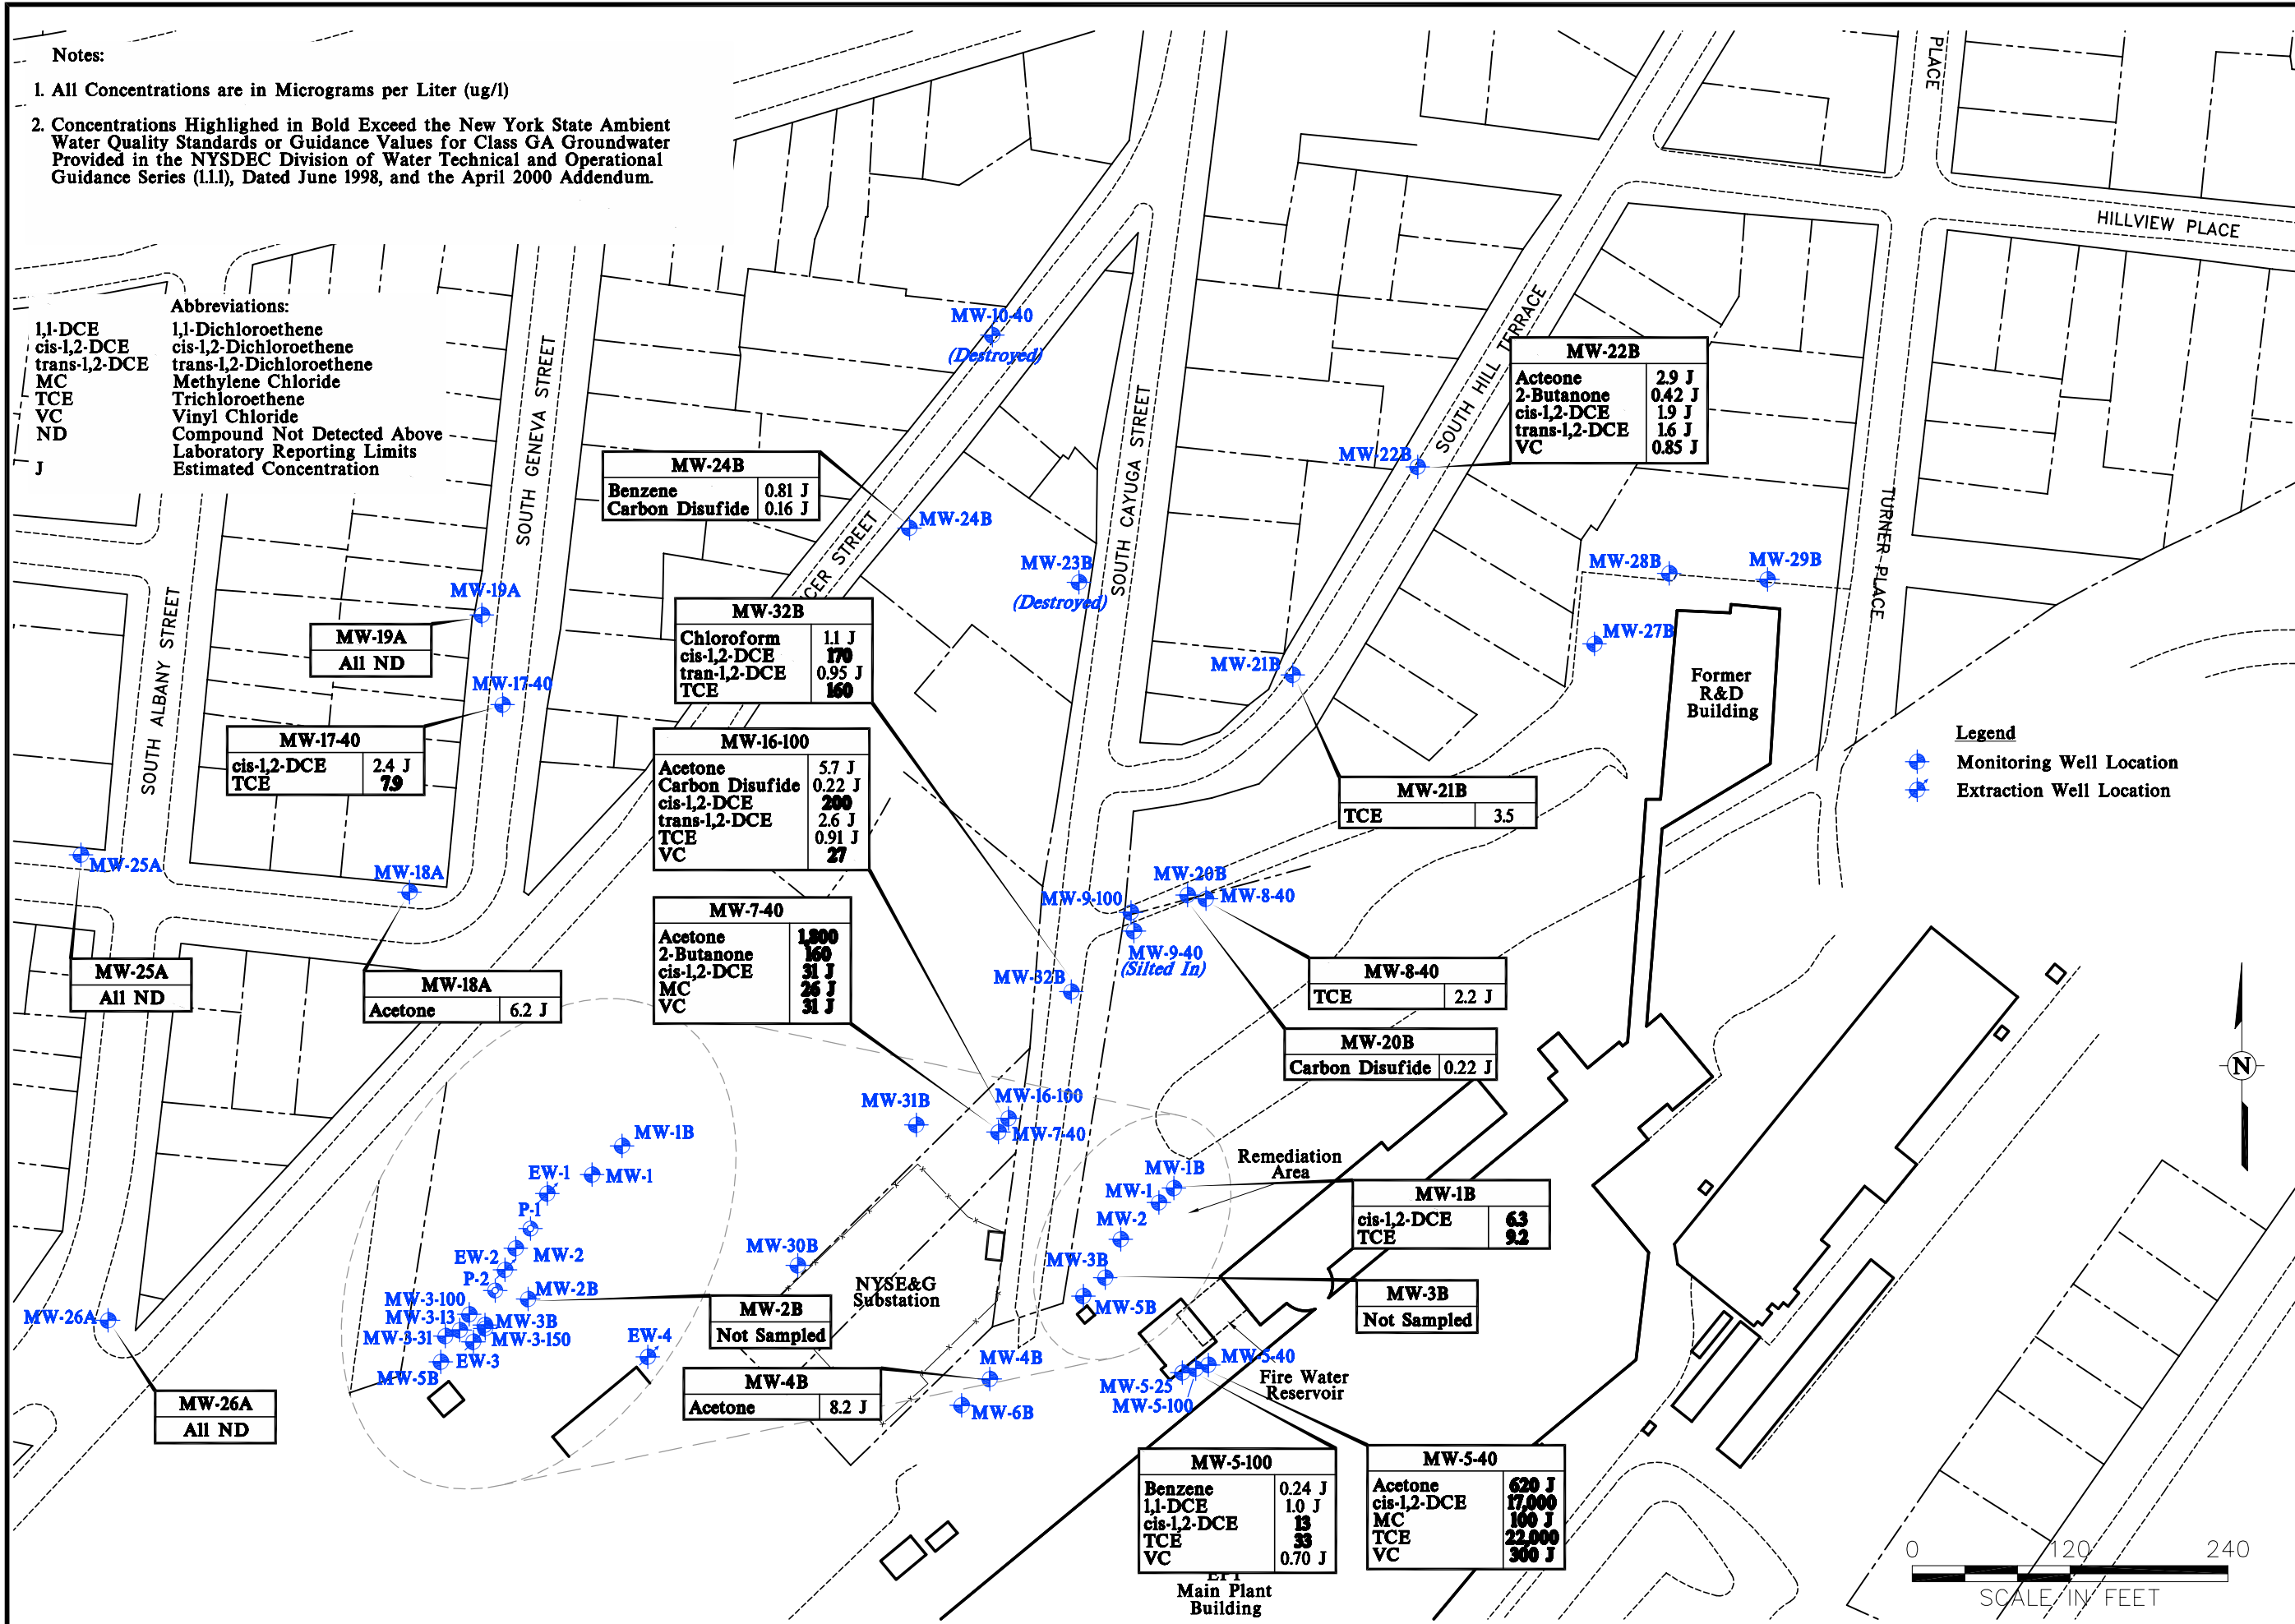 Notes:
1. All Concentrations are in Micrograms per Liter (ug/l)
2. Concentrations Highlighed in Bold Exceed the New York State Ambient
Water Quality Standards or Guidance Values for Class GA Groundwater
Provided in the NYSDEC Division of Water Technical and Operational
Guidance Series (1.1.1), Dated June 1998, and the April 2000 Addendum.
Abbreviations:
1,1-DCE 1,1-Dichloroethene
cis-1,2-DCE cis-1,2-Dichloroethene
trans-1,2-DCE trans-1,2-Dichloroethene
MC Methylene Chloride
TCE Trichloroethene
VC Vinyl Chloride
ND Compound Not Detected Above
Laboratory Reporting Limits
J Estimated Concentration
PLACE
HILLVIEW PLACE
TURNER PLACE
SOUTH HILL TERRACE
SOUTH CAYUGA STREET
SOUTH GENEVA STREET
SOUTH ALBANY STREET
CER STREET
MW-10-40
(Destroyed)
MW-22B
Acteone 2.9 J
2-Butanone 0.42 J
cis-1,2-DCE 1.9 J
trans-1,2-DCE 1.6 J
VC 0.85 J
MW-22B
MW-24B
Benzene 0.81 J
Carbon Disufide 0.16 J
MW-24B
MW-23B
(Destroyed)
MW-28B
MW-29B
MW-27B
Former
R&D
Building
MW-19A
MW-19A
All ND
MW-17-40
MW-17-40
cis-1,2-DCE 2.4 J
TCE 7.9
MW-32B
Chloroform 1.1 J
cis-1,2-DCE 170
tran-1,2-DCE 0.95 J
TCE 160
MW-21B
MW-21B
TCE 3.5
Legend
Monitoring Well Location
Extraction Well Location
MW-16-100
Acetone 5.7 J
Carbon Disufide 0.22 J
cis-1,2-DCE 200
trans-1,2-DCE 2.6 J
TCE 0.91 J
VC 27
MW-25A
MW-18A
MW-20B
MW-9-100
MW-8-40
MW-9-40
(Silted In)
MW-7-40
Acetone 1,800
2-Butanone 160
cis-1,2-DCE 31 J
MC 26 J
VC 31 J
MW-25A
All ND
MW-18A
Acetone 6.2 J
MW-32B
MW-8-40
TCE 2.2 J
MW-20B
Carbon Disufide 0.22 J
N
MW-31B
MW-16-100
MW-7-40
MW-1B
EW-1
MW-1
P-1
EW-2
MW-2
P-2
MW-2B
MW-3-100
MW-3-13
MW-3B
MW-3-31
MW-3-150
EW-3
MW-5B
EW-4
MW-26A
MW-26A
All ND
MW-30B
NYSE&G
Substation
MW-2B
Not Sampled
MW-4B
Acetone 8.2 J
MW-4B
MW-6B
Remediation
Area
MW-1B
MW-1
MW-2
MW-3B
MW-5B
MW-1B
cis-1,2-DCE 6.3
TCE 9.2
MW-3B
Not Sampled
MW-5-40
MW-5-25
MW-5-100
Fire Water
Reservoir
MW-5-100
Benzene 0.24 J
1,1-DCE 1.0 J
cis-1,2-DCE 13
TCE 33
VC 0.70 J
MW-5-40
Acetone 620 J
cis-1,2-DCE 17,000
MC 100 J
TCE 22,000
VC 300 J
Main Plant
Building
0 120 240
SCALE IN FEET